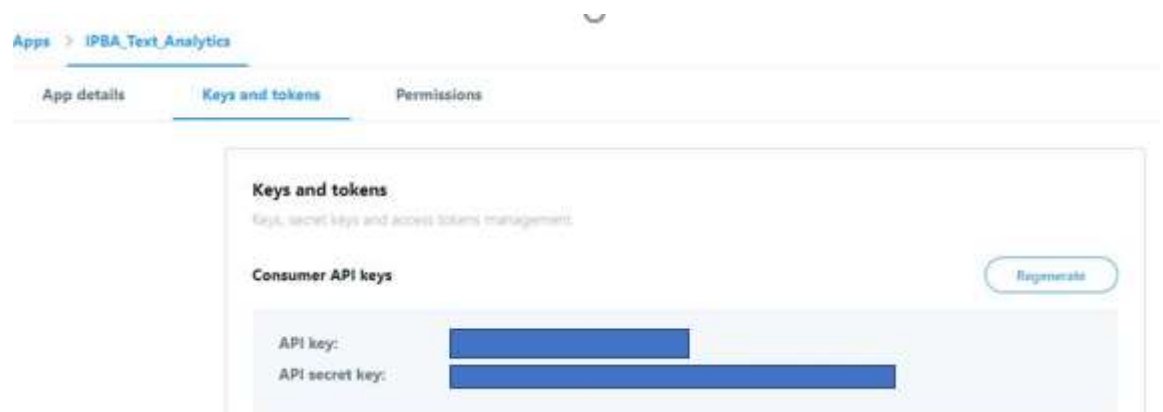 Apps > IPBA_Text_Analytics
App details Keys and tokens Permissions
Keys and tokens
Keys, secret keys and access tokens management.
Consumer API keys Regenerate
API key:
API secret key: